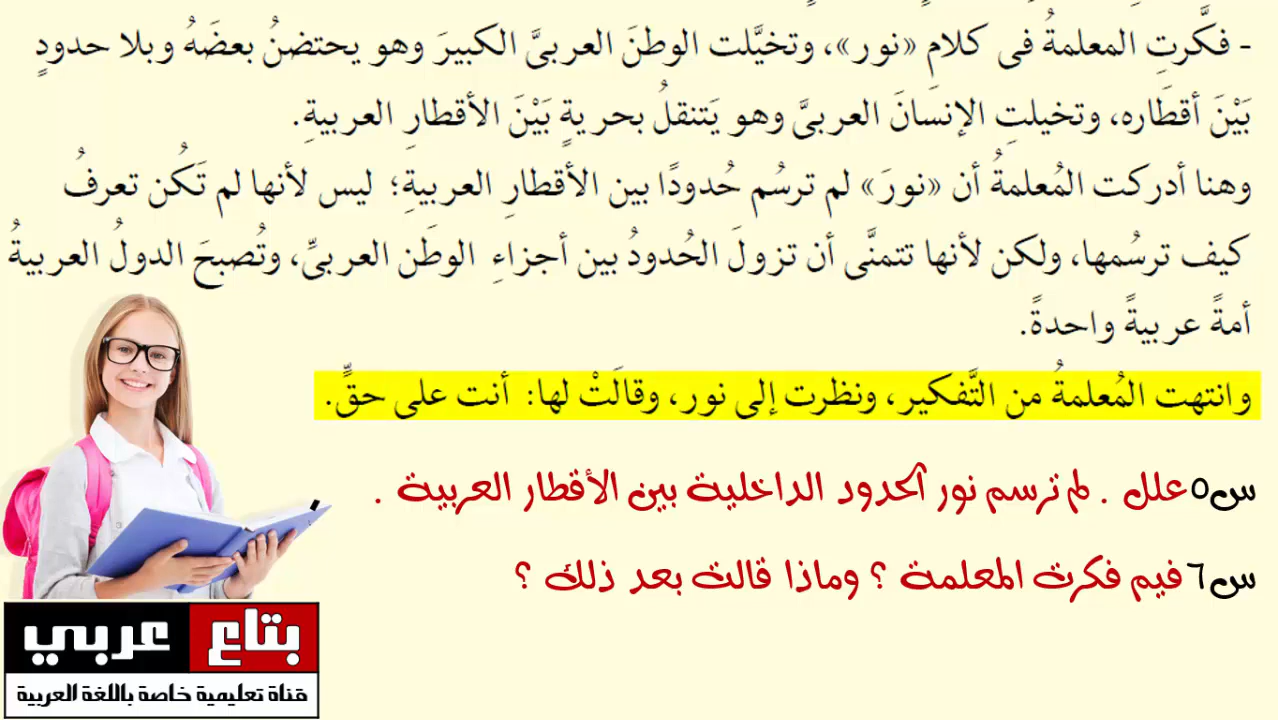 - فكَّرتِ المعلمةُ فى كلامِ «نور»، وتخيَّلت الوطنَ العربىَّ الكبيرَ وهو يحتضنُ بعضَهُ وبلا حدودٍ
بَيْنَ أقطَاره، وتخيلتِ الإنسَانَ العربىَّ وهو يَتنقلُ بحريةٍ بَيْنَ الأقطارِ العربيةِ.
وهنا أدركت المُعلمةُ أن «نورَ» لم ترسُم حُدودًا بين الأقطارِ العربيةِ؛ ليس لأنها لم تَكُن تعرفُ
كيف ترسُمها، ولكن لأنها تتمنَّى أن تزولَ الحُدودُ بين أجزاءِ الوطَن العربىِّ، وتُصبحَ الدولُ العربيةُ
أمةً عربيةً واحدةً.
وانتهت المُعلمةُ من التَّفكير، ونظرت إلى نور، وقالَتْ لها: أنت على حقٍّ.
س٥ علل . لم ترسم نور الحدود الداخلية بين الأقطار العربية .
س٦ فيم فكرت المعلمة ؟ وماذا قالت بعد ذلك ؟
بتاع عربي
قناة تعليمية خاصة باللغة العربية